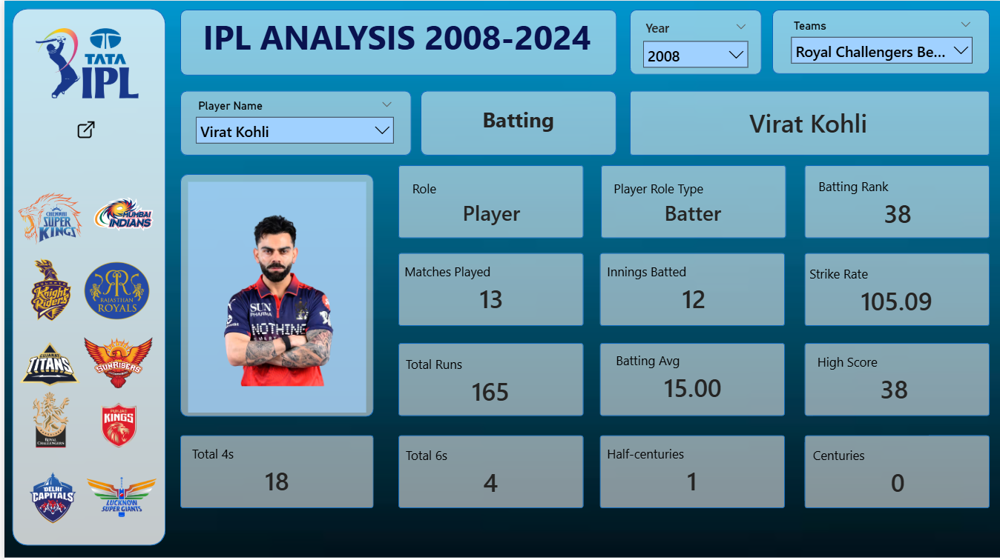 TATA
IPL
IPL ANALYSIS 2008-2024
Year
2008
Teams
Royal Challengers Be...
Player Name
Virat Kohli
Batting
Virat Kohli
CHENNAI
SUPER
KINGS
MUMBAI
INDIANS
KOLKATA
Knight
Riders
RR
RAJASTHAN
ROYALS
GUJARAT
TITANS
SUNRISERS
ROYAL
CHALLENGERS
PUNJAB
KINGS
DELHI
CAPITALS
LUCKNOW
SUPER GIANTS
SUN
PHARMA
NOTHING
Role
Player
Player Role Type
Batter
Batting Rank
38
Matches Played
13
Innings Batted
12
Strike Rate
105.09
Total Runs
165
Batting Avg
15.00
High Score
38
Total 4s
18
Total 6s
4
Half-centuries
1
Centuries
0